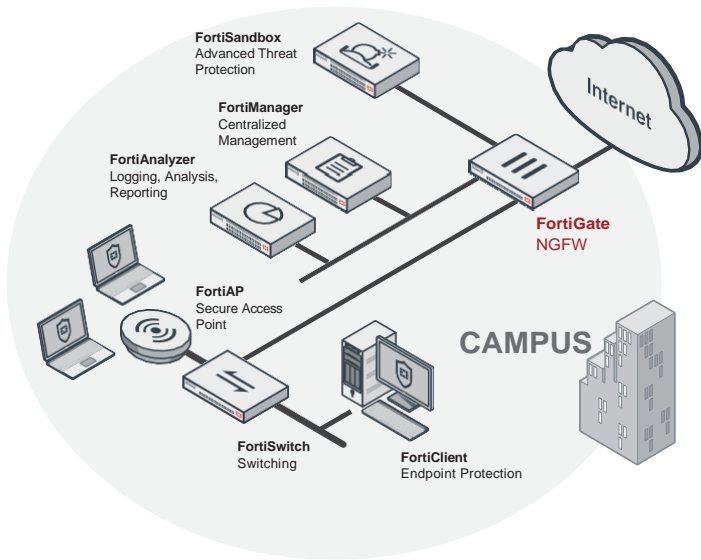 FortiSandbox
Advanced Threat
Protection
Internet
FortiManager
Centralized
Management
FortiAnalyzer
Logging, Analysis,
Reporting
FortiGate
NGFW
FortiAP
Secure Access
Point
CAMPUS
FortiSwitch
Switching
FortiClient
Endpoint Protection